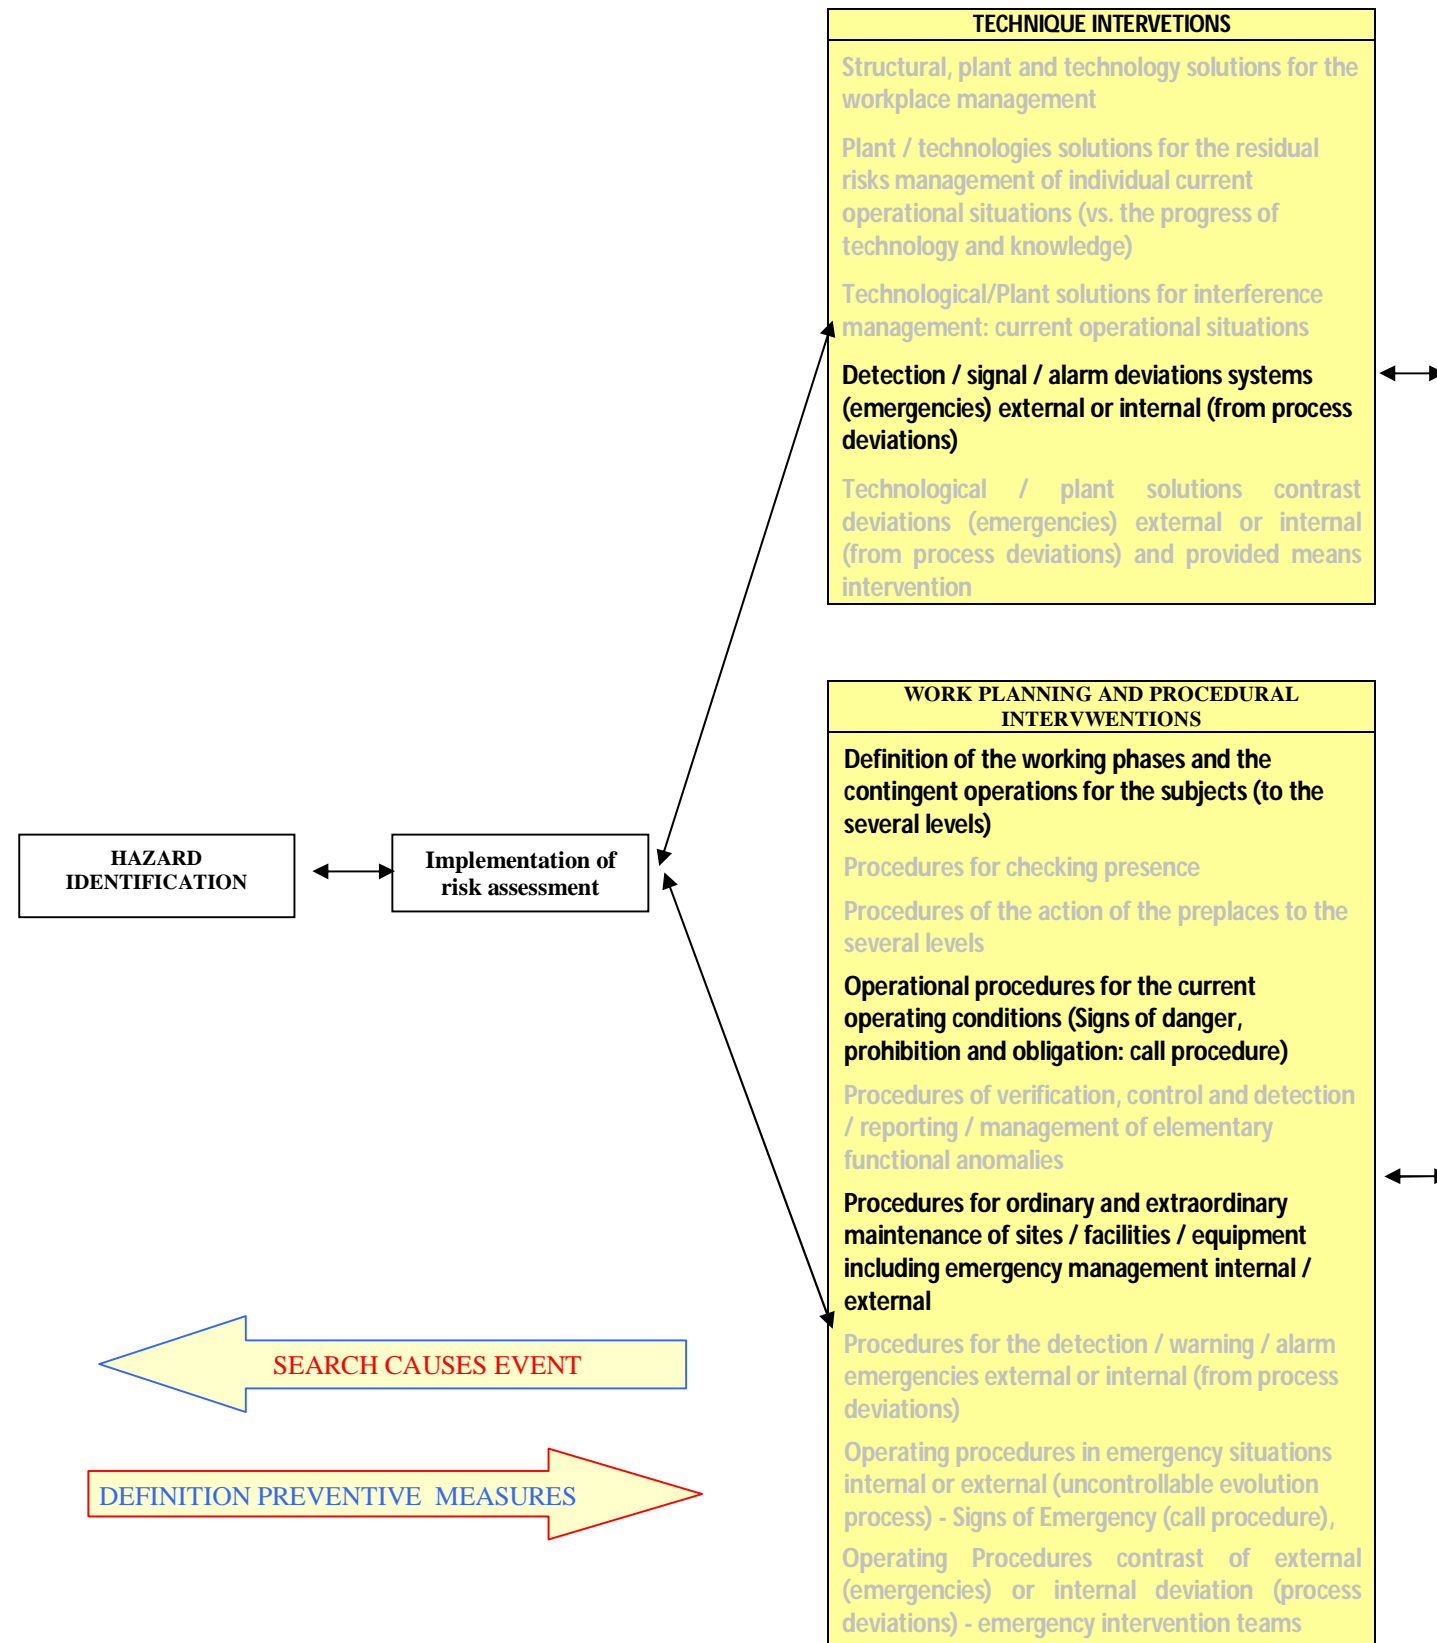 TECHNIQUE INTERVETIONS
Structural, plant and technology solutions for the
workplace management
Plant / technologies solutions for the residual
risks management of individual current
operational situations (vs. the progress of
technology and knowledge)
Technological/Plant solutions for interference
management: current operational situations
Detection / signal / alarm deviations systems
(emergencies) external or internal (from process
deviations)
Technological / plant solutions contrast
deviations (emergencies) external or internal
(from process deviations) and provided means
intervention
WORK PLANNING AND PROCEDURAL
INTERVWENTIONS
Definition of the working phases and the
contingent operations for the subjects (to the
several levels)
Procedures for checking presence
Procedures of the action of the preplaces to the
several levels
Operational procedures for the current
operating conditions (Signs of danger,
prohibition and obligation: call procedure)
Procedures of verification, control and detection
/ reporting / management of elementary
functional anomalies
Procedures for ordinary and extraordinary
maintenance of sites / facilities / equipment
including emergency management internal /
external
Procedures for the detection / warning / alarm
emergencies external or internal (from process
deviations)
Operating procedures in emergency situations
internal or external (uncontrollable evolution
process) - Signs of Emergency (call procedure),
Operating Procedures contrast of external
(emergencies) or internal deviation (process
deviations) - emergency intervention teams
HAZARD
IDENTIFICATION
Implementation of
risk assessment
SEARCH CAUSES EVENT
DEFINITION PREVENTIVE MEASURES